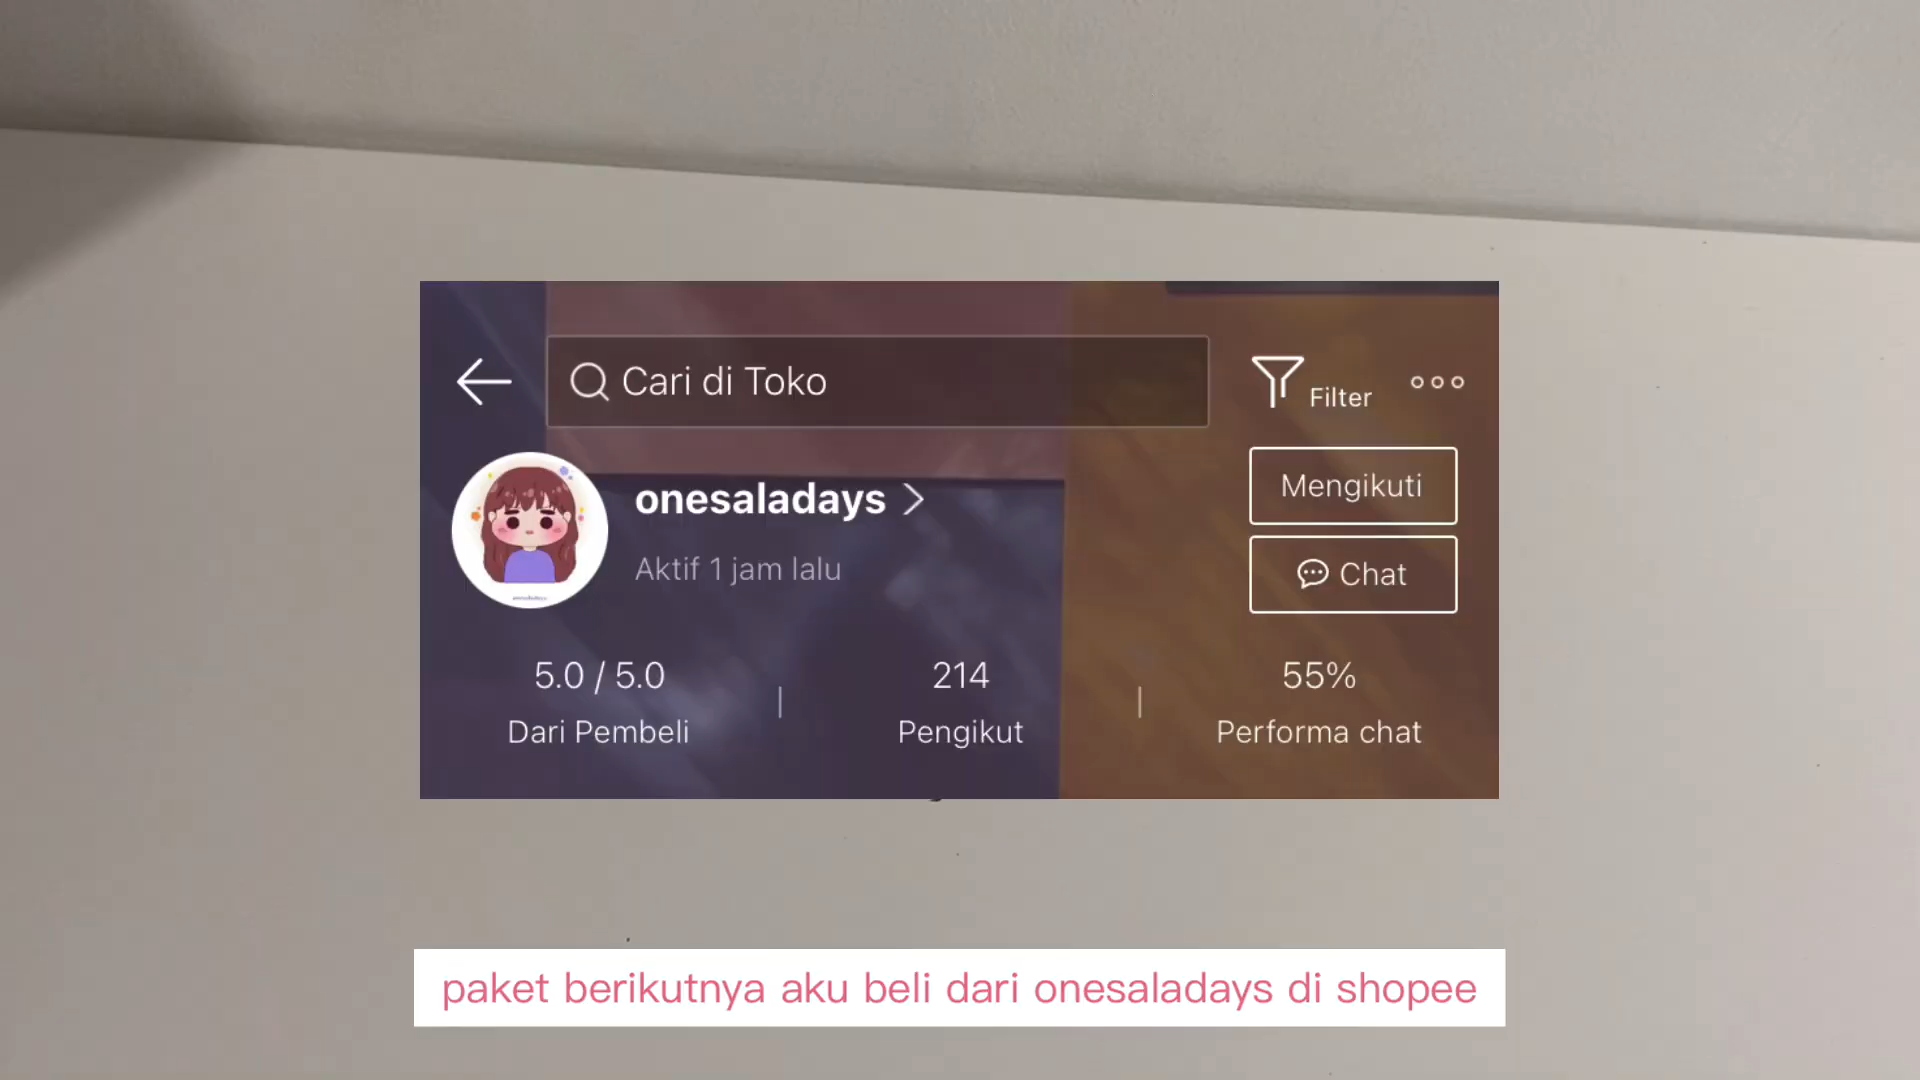 Cari di Toko
Filter
onesaladays
Mengikuti
Aktif 1 jam lalu
Chat
5.0 / 5.0
214
55%
Dari Pembeli
Pengikut
Performa chat
paket berikutnya aku beli dari onesaladays di shopee